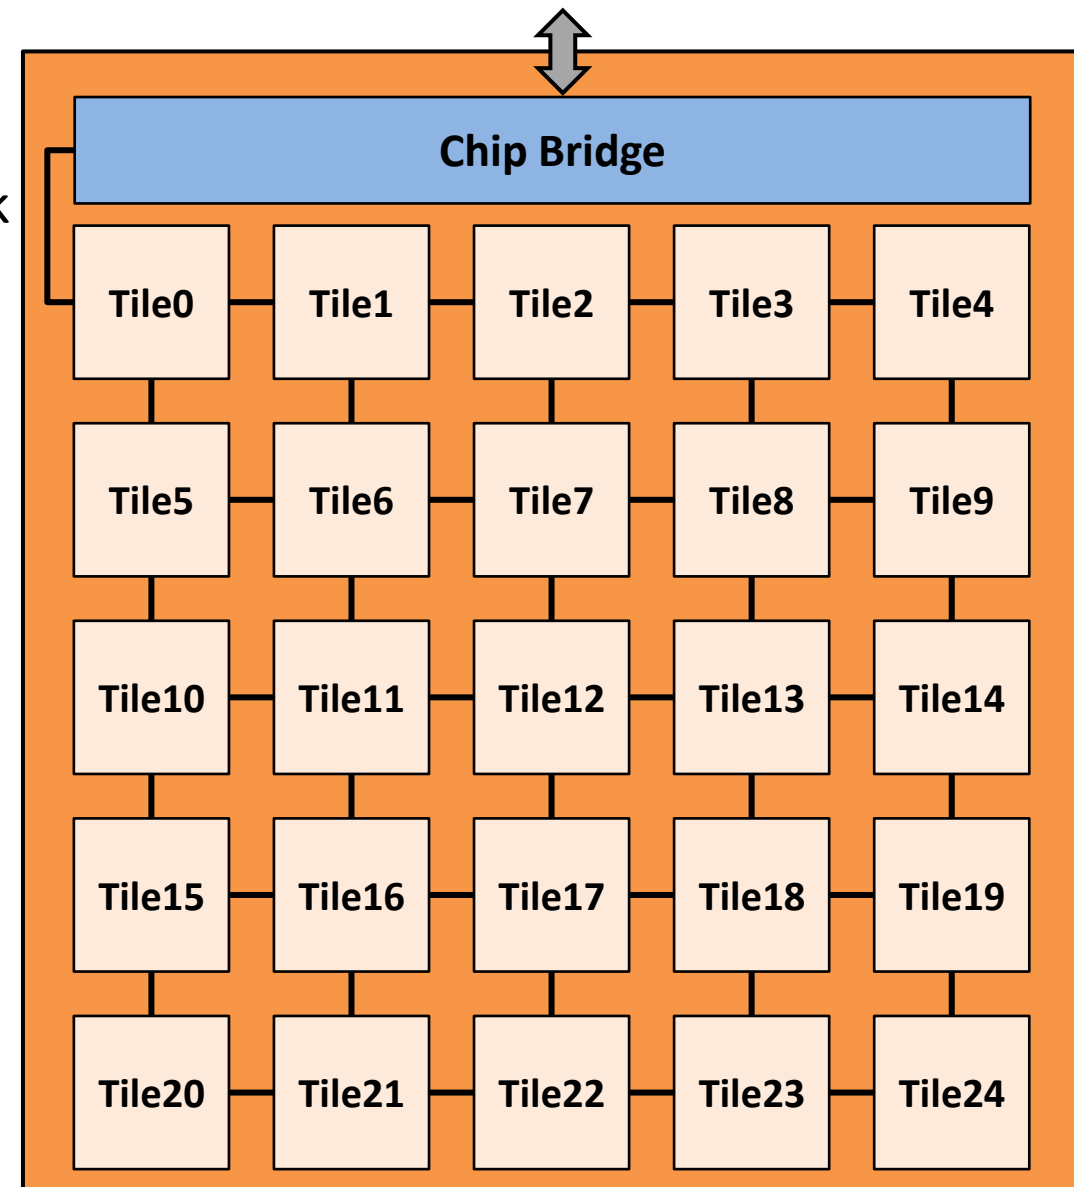 Chip Bridge
Tile0 Tile1 Tile2 Tile3 Tile4
Tile5 Tile6 Tile7 Tile8 Tile9
Tile10 Tile11 Tile12 Tile13 Tile14
Tile15 Tile16 Tile17 Tile18 Tile19
Tile20 Tile21 Tile22 Tile23 Tile24